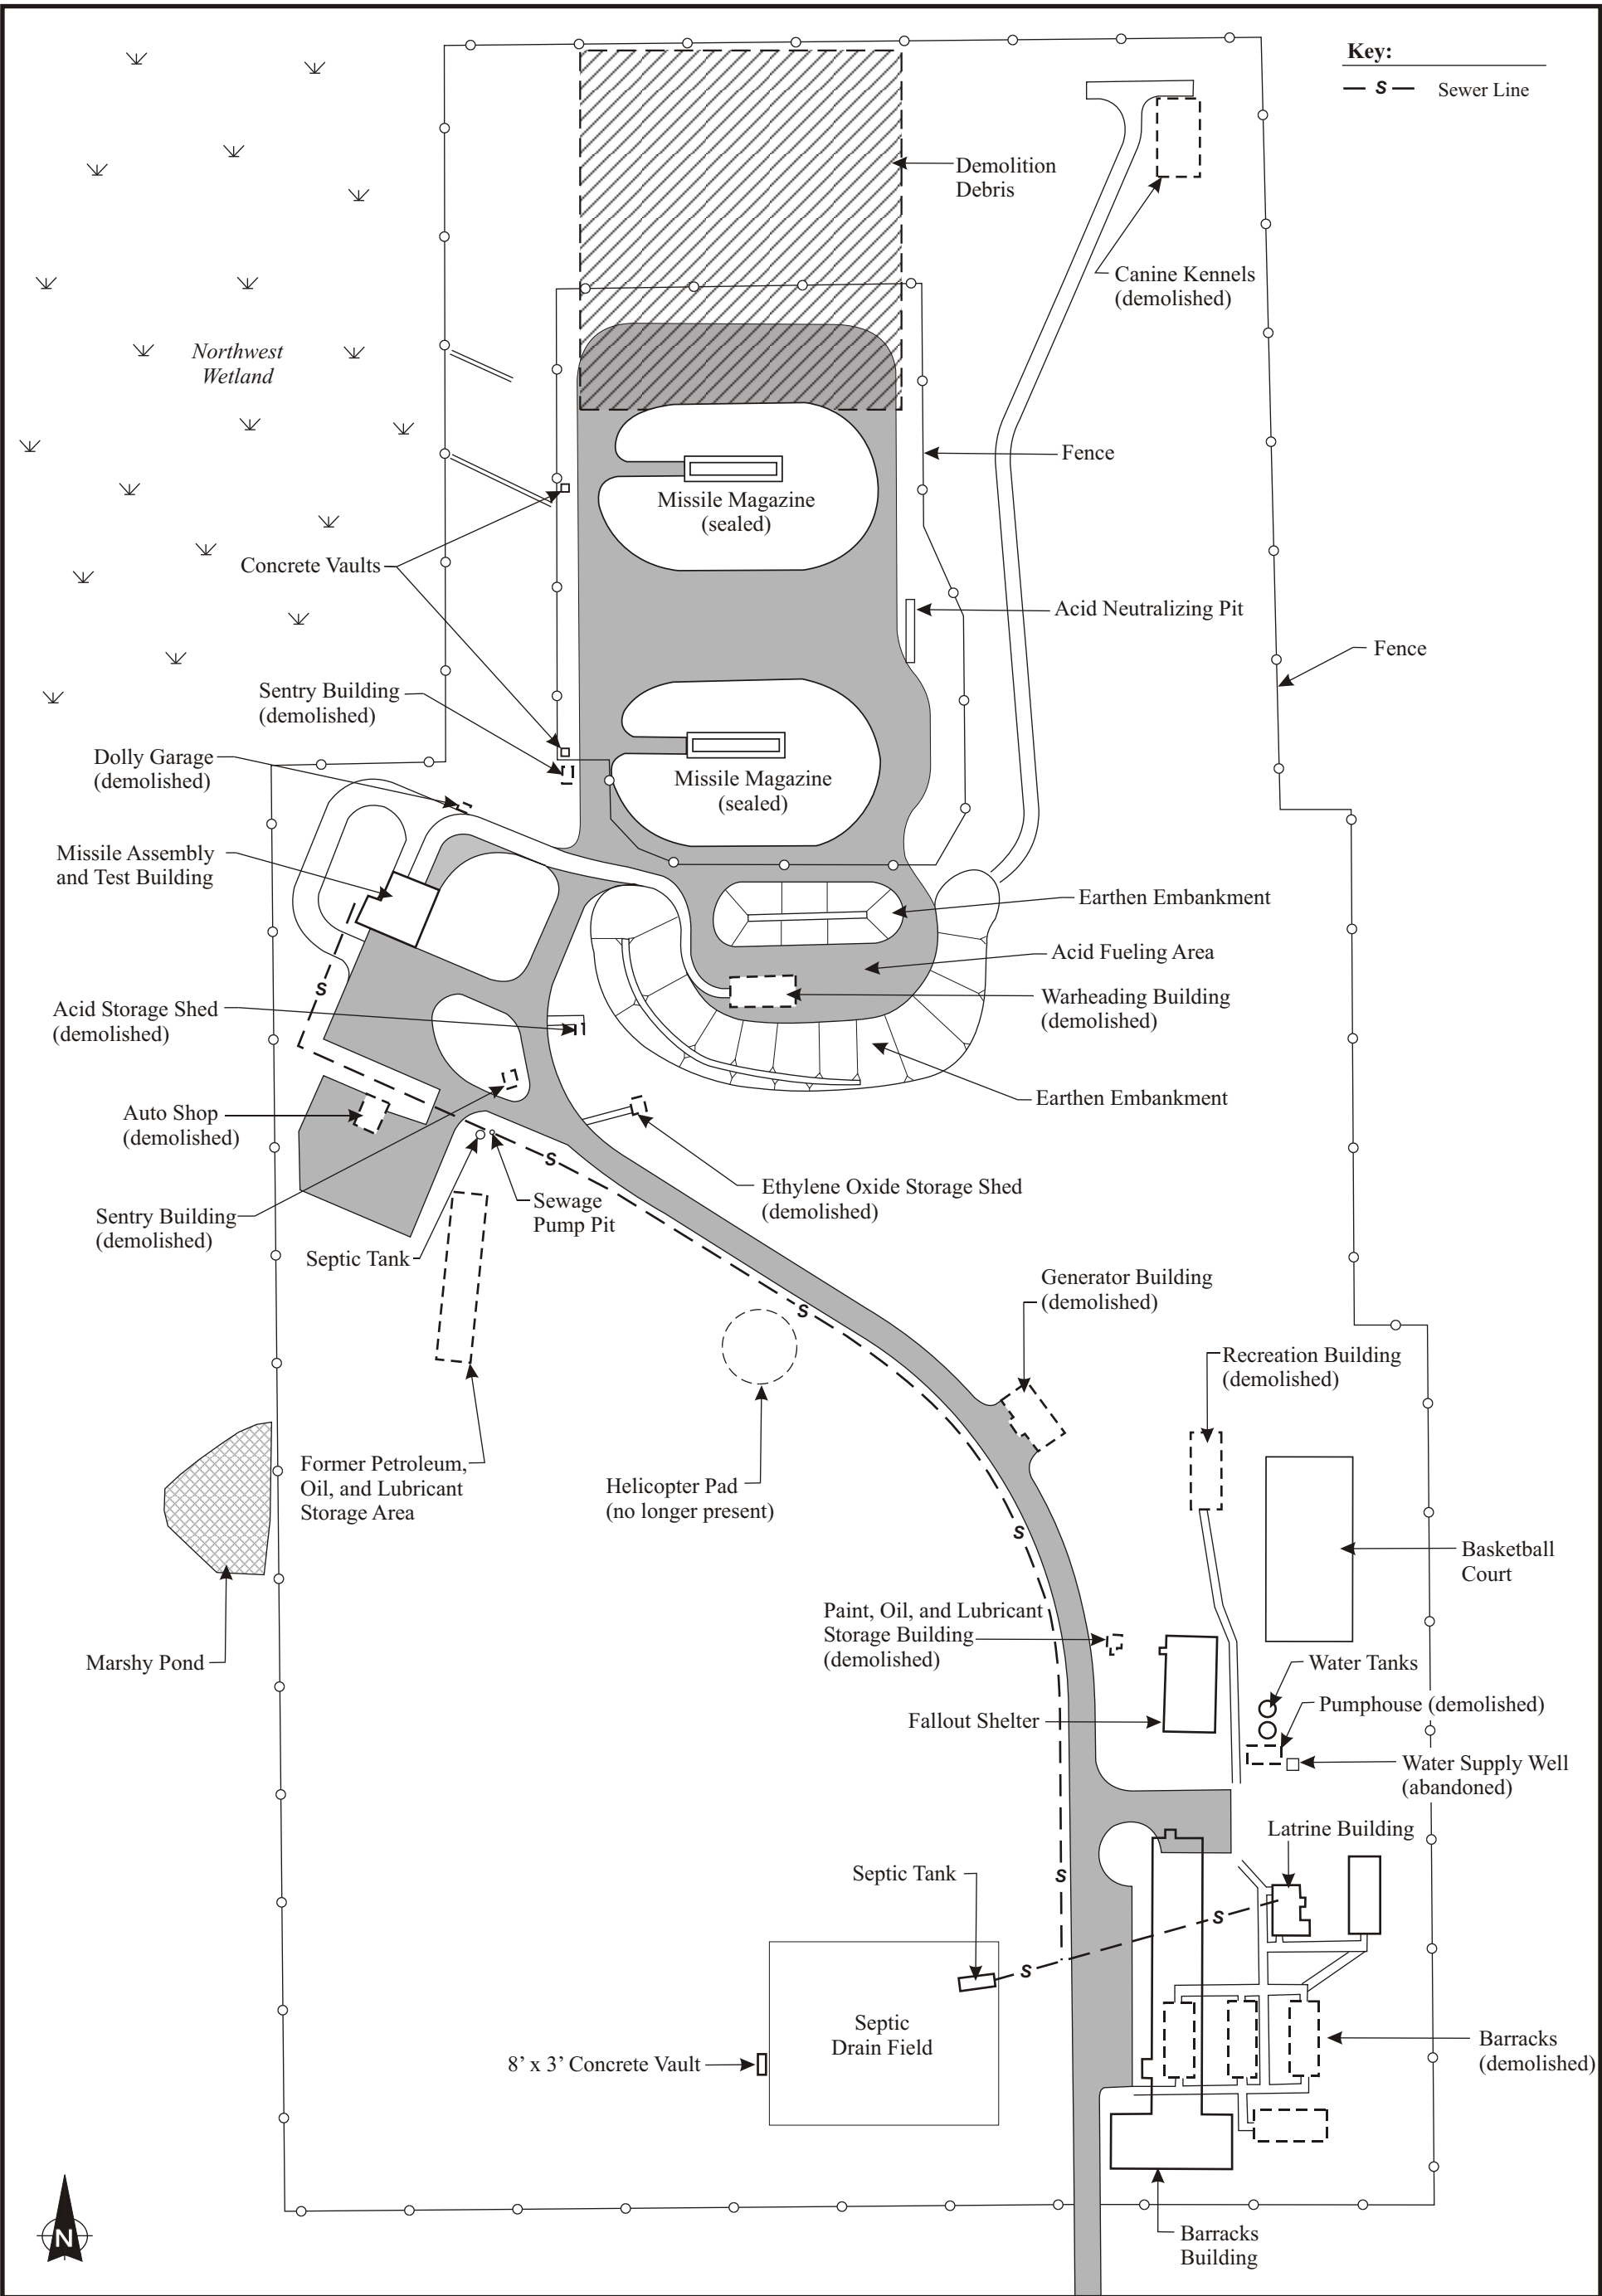 Key:
S Sewer Line
Demolition
Debris
Canine Kennels
(demolished)
Northwest
Wetland
Fence
Missile Magazine
(sealed)
Concrete Vaults
Acid Neutralizing Pit
Fence
Sentry Building
(demolished)
Dolly Garage
(demolished)
Missile Magazine
(sealed)
Missile Assembly
and Test Building
Earthen Embankment
Acid Fueling Area
S
Warheading Building
(demolished)
Acid Storage Shed
(demolished)
Earthen Embankment
Auto Shop
(demolished)
S
Ethylene Oxide Storage Shed
(demolished)
Sewage
Pump Pit
Sentry Building
(demolished)
Septic Tank
Generator Building
(demolished)
S
Recreation Building
(demolished)
Former Petroleum,
Oil, and Lubricant
Storage Area
Helicopter Pad
(no longer present)
S
Basketball
Court
Paint, Oil, and Lubricant
Storage Building
(demolished)
Marshy Pond
Water Tanks
Pumphouse (demolished)
Fallout Shelter
Water Supply Well
(abandoned)
Latrine Building
Septic Tank
S
S
S
Septic
Drain Field
8’ x 3’ Concrete Vault
Barracks
(demolished)
N
Barracks
Building